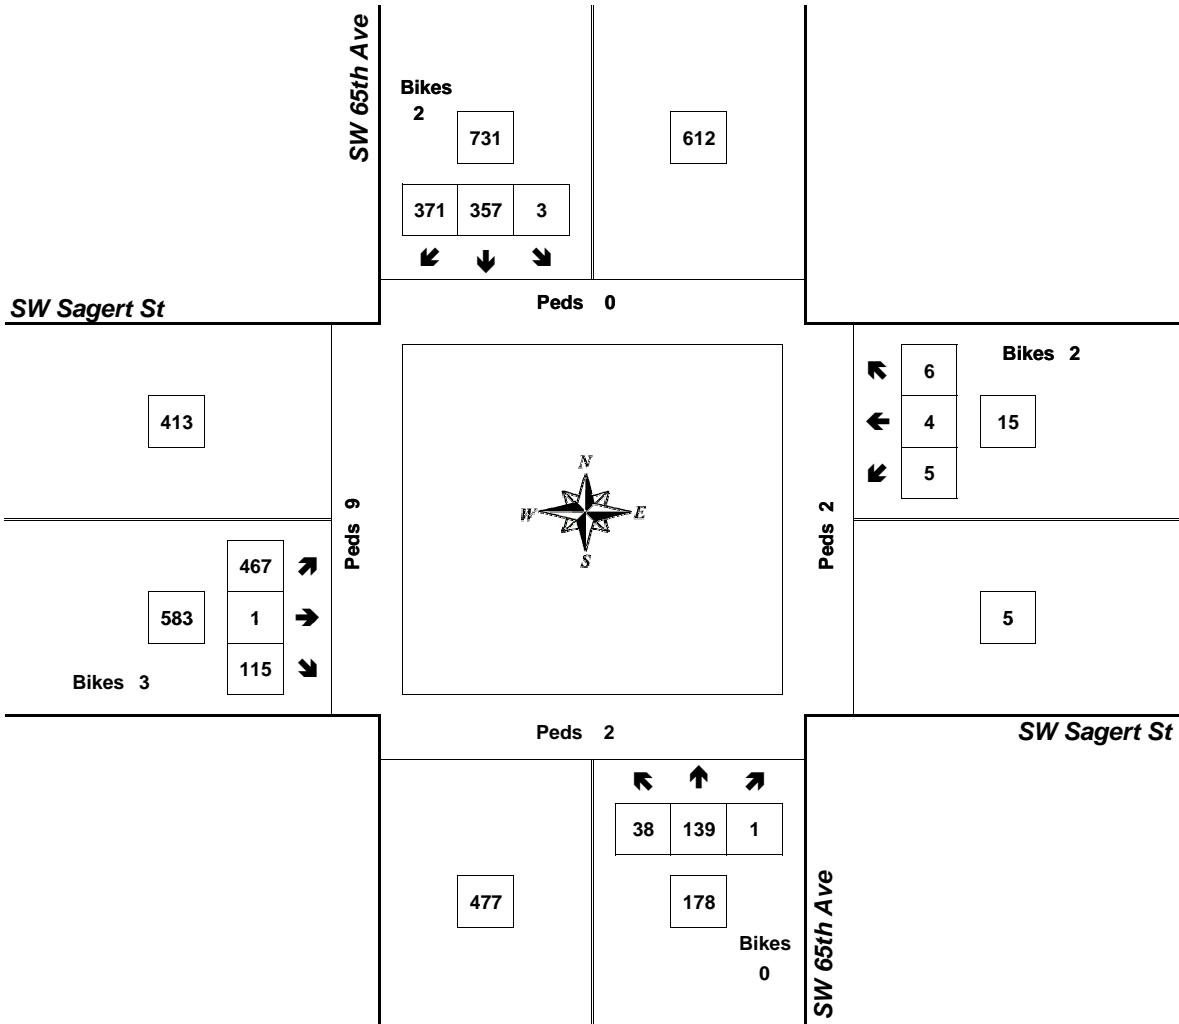 SW 65th Ave
Bikes
2
731
612
371 357 3
Peds 0
SW Sagert St
Bikes 2
6
413
4
15
5
N
W E
S
Peds 9
Peds 2
467
583
1
5
115
Bikes 3
Peds 2
SW Sagert St
38 139 1
477
178
SW 65th Ave
Bikes
0